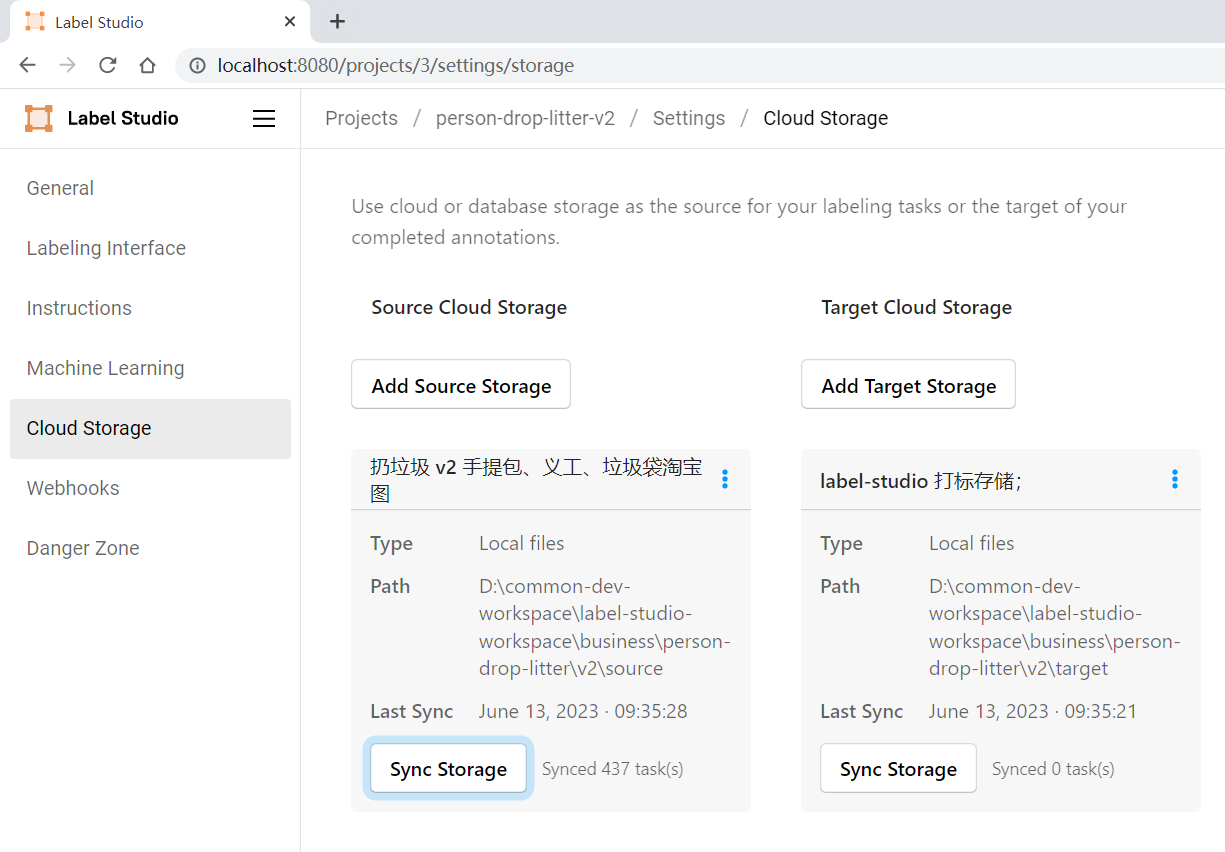 Label Studio
localhost:8080/projects/3/settings/storage
Label Studio
Projects / person-drop-litter-v2 / Settings / Cloud Storage
General
Labeling Interface
Instructions
Machine Learning
Cloud Storage
Webhooks
Danger Zone
Use cloud or database storage as the source for your labeling tasks or the target of your
completed annotations.
Source Cloud Storage
Add Source Storage
扔垃圾 v2 手提包、义工、垃圾袋淘宝
图
Type Local files
Path D:\common-dev-
workspace\label-studio-
workspace\business\person-
drop-litter\v2\source
Last Sync June 13, 2023 · 09:35:28
Sync Storage Synced 437 task(s)
Target Cloud Storage
Add Target Storage
label-studio 打标存储；
Type Local files
Path D:\common-dev-
workspace\label-studio-
workspace\business\person-
drop-litter\v2\target
Last Sync June 13, 2023 · 09:35:21
Sync Storage Synced 0 task(s)